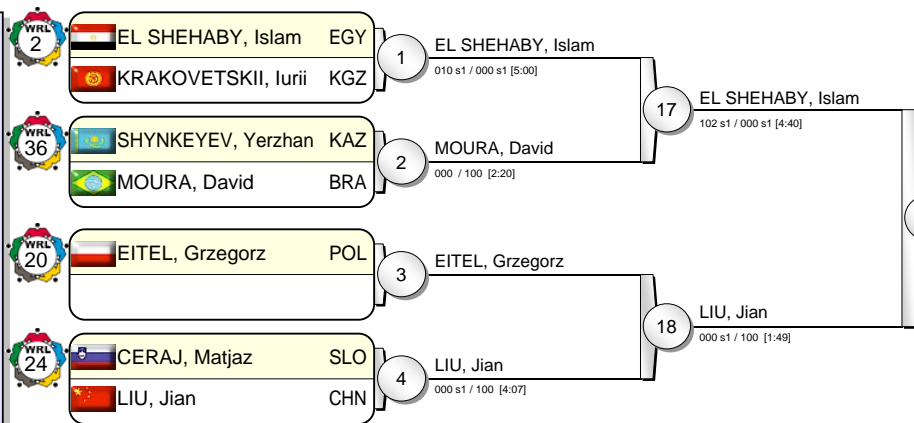 WRL
2
EL SHEHABY, Islam EGY
KRAKOVETSKII, Iurii KGZ
1
EL SHEHABY, Islam
010 s1 / 000 s1 [5:00]
WRL
36
SHYNKEYEV, Yerzhan KAZ
MOURA, David BRA
2
MOURA, David
000 / 100 [2:20]
17
EL SHEHABY, Islam
102 s1 / 000 s1 [4:40]
WRL
20
EITEL, Grzegorz POL
3
EITEL, Grzegorz
WRL
24
CERAJ, Matjaz SLO
LIU, Jian CHN
4
LIU, Jian
000 s1 / 100 [4:07]
18
LIU, Jian
000 s1 / 100 [1:49]